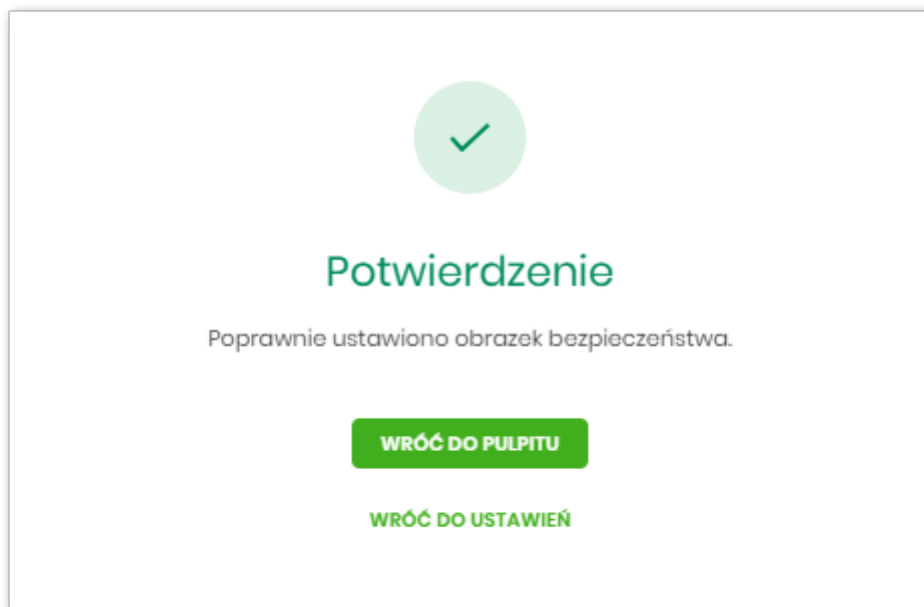 Potwierdzenie
Poprawnie ustawiono obrazek bezpieczeństwa.
WRÓĆ DO PULPITU
WRÓĆ DO USTAWIEŃ